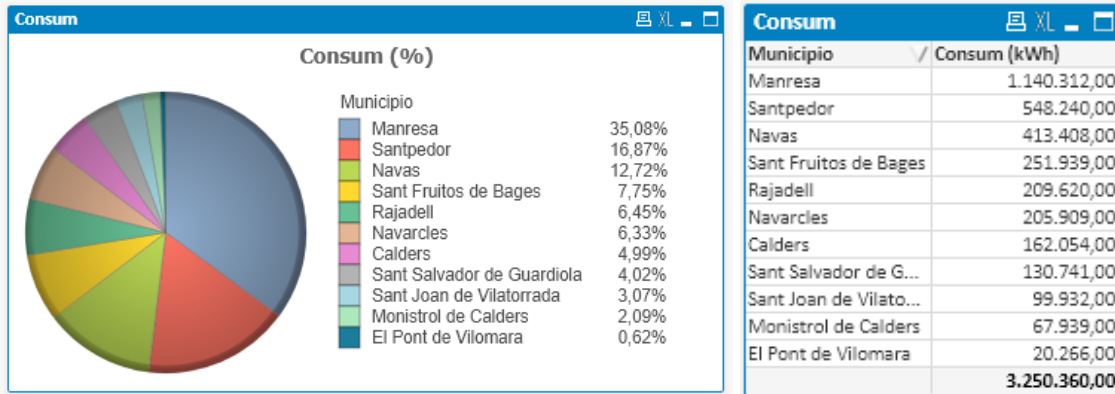 Consum
XL
Consum (%)
Municipio
Manresa 35,08%
Santpedor 16,87%
Navas 12,72%
Sant Fruitos de Bages 7,75%
Rajadell 6,45%
Navarcles 6,33%
Calders 4,99%
Sant Salvador de Guardiola 4,02%
Sant Joan de Vilatorrada 3,07%
Monistrol de Calders 2,09%
El Pont de Vilomara 0,62%
Consum XL
Municipio Consum (kWh)
Manresa 1.140.312,00
Santpedor 548.240,00
Navas 413.408,00
Sant Fruitos de Bages 251.939,00
Rajadell 209.620,00
Navarcles 205.909,00
Calders 162.054,00
Sant Salvador de G... 130.741,00
Sant Joan de Vilato... 99.932,00
Monistrol de Calders 67.939,00
El Pont de Vilomara 20.266,00
3.250.360,00